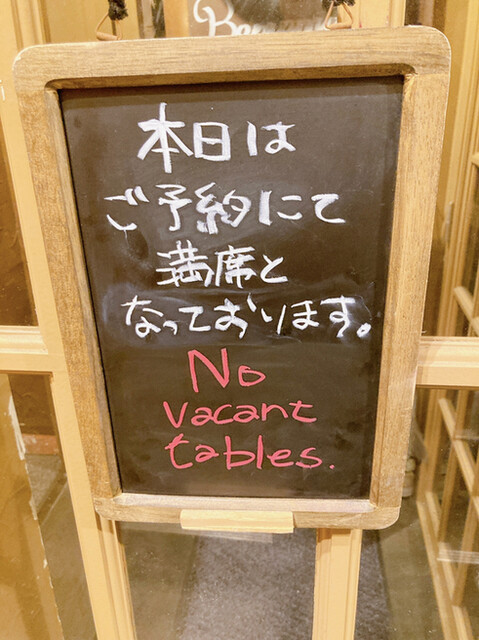 本日は
ご予約にて
満席と
なっております。
No
vacant
tables.